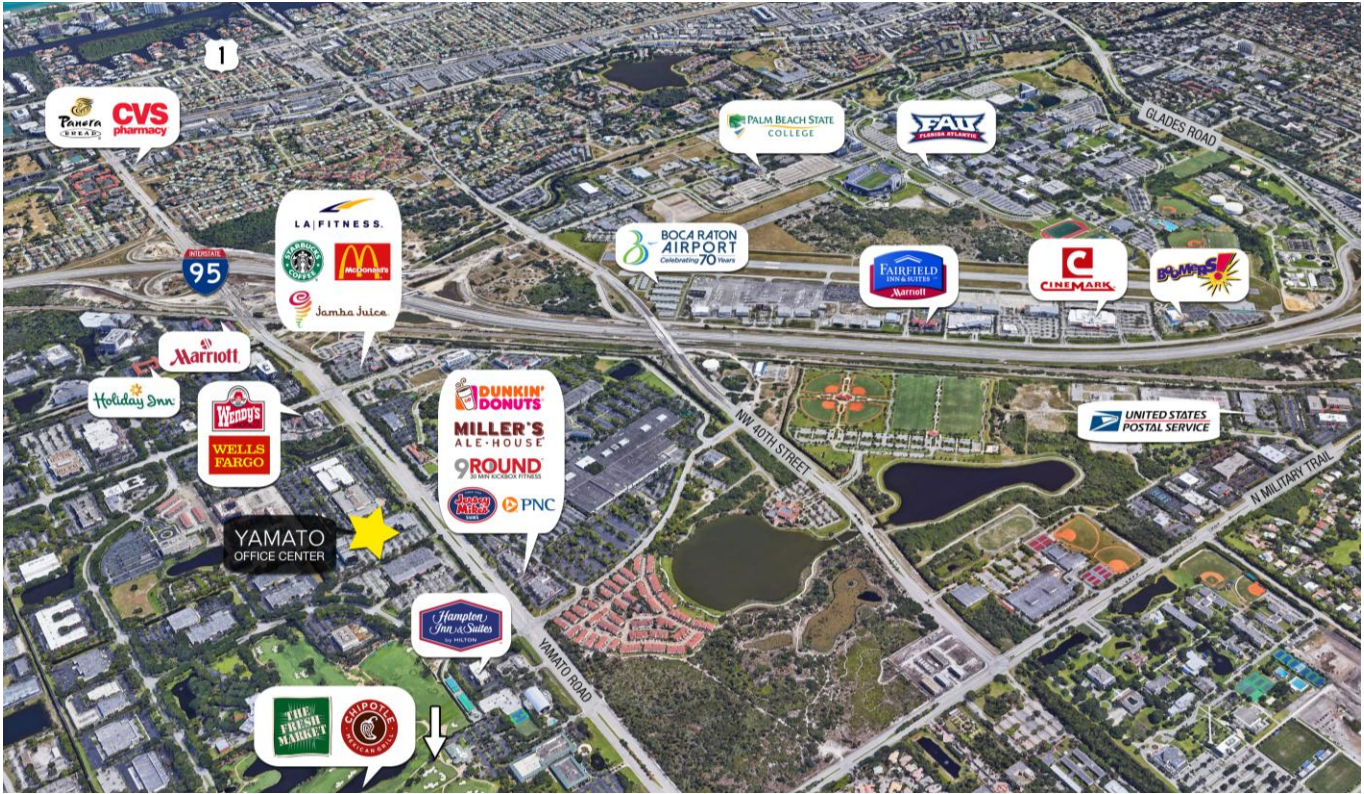 1
Panera
BREAD
CVS
pharmacy
PALM BEACH STATE
COLLEGE
FAU
FLORIDA ATLANTIC
GLADES ROAD
LA|FITNESS.
STARBUCKS
COFFEE
McDonald's
Jamba Juice
INTERSTATE
95
BOCA RATON
AIRPORT
Celebrating 70 Years
FAIRFIELD
INN & SUITES
Marriott
C
CINEMARK
BOOMERS!
Marriott
Holiday Inn
WENDY'S
WELLS
FARGO
DUNKIN'
DONUTS
MILLER'S
ALE·HOUSE
9ROUND
30 MIN KICKBOX FITNESS
Jersey
Mike's
SUBS
PNC
NW 40TH STREET
UNITED STATES
POSTAL SERVICE
N MILITARY TRAIL
YAMATO
OFFICE CENTER
Hampton
Inn & Suites
by HILTON
YAMATO ROAD
THE
FRESH
MARKET
CHIPOTLE
MEXICAN GRILL